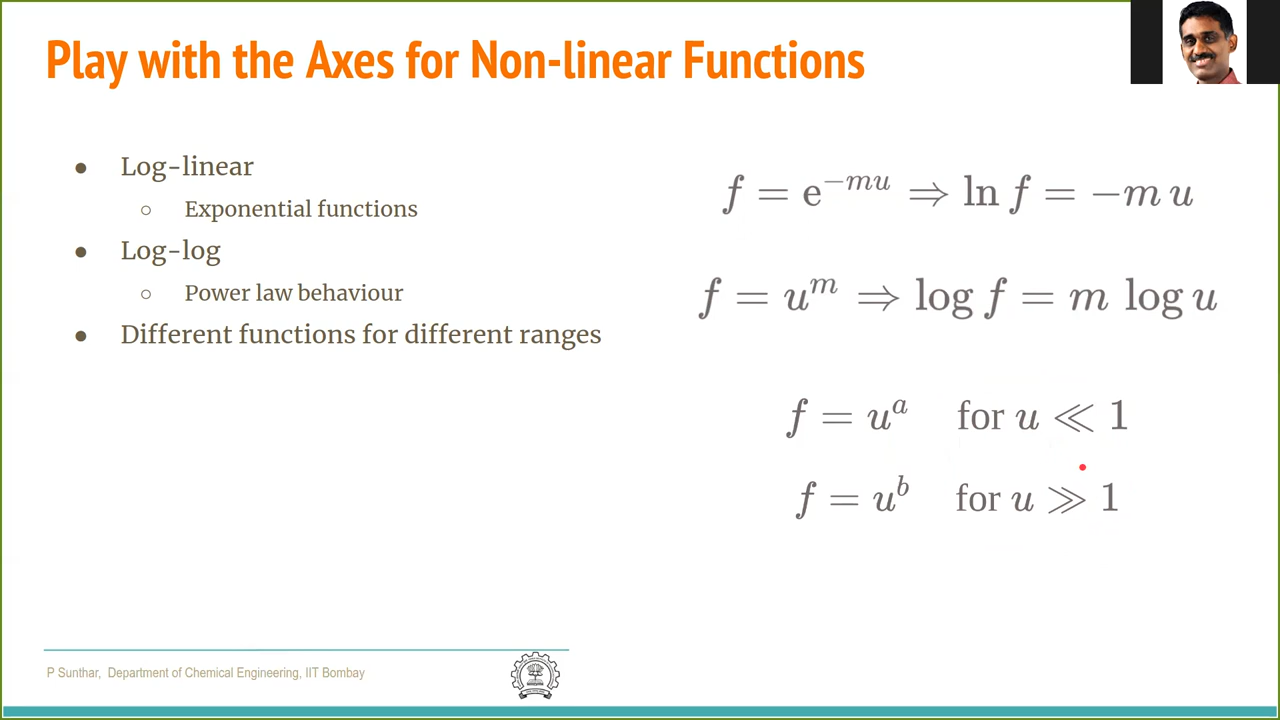 Play with the Axes for Non-linear Functions
● Log-linear
○ Exponential functions
● Log-log
○ Power law behaviour
● Different functions for different ranges
f = e^{−mu} ⇒ ln f = −m u
f = u^m ⇒ log f = m log u
f = u^a for u ≪ 1
f = u^b for u ≫ 1
P Sunthar, Department of Chemical Engineering, IIT Bombay